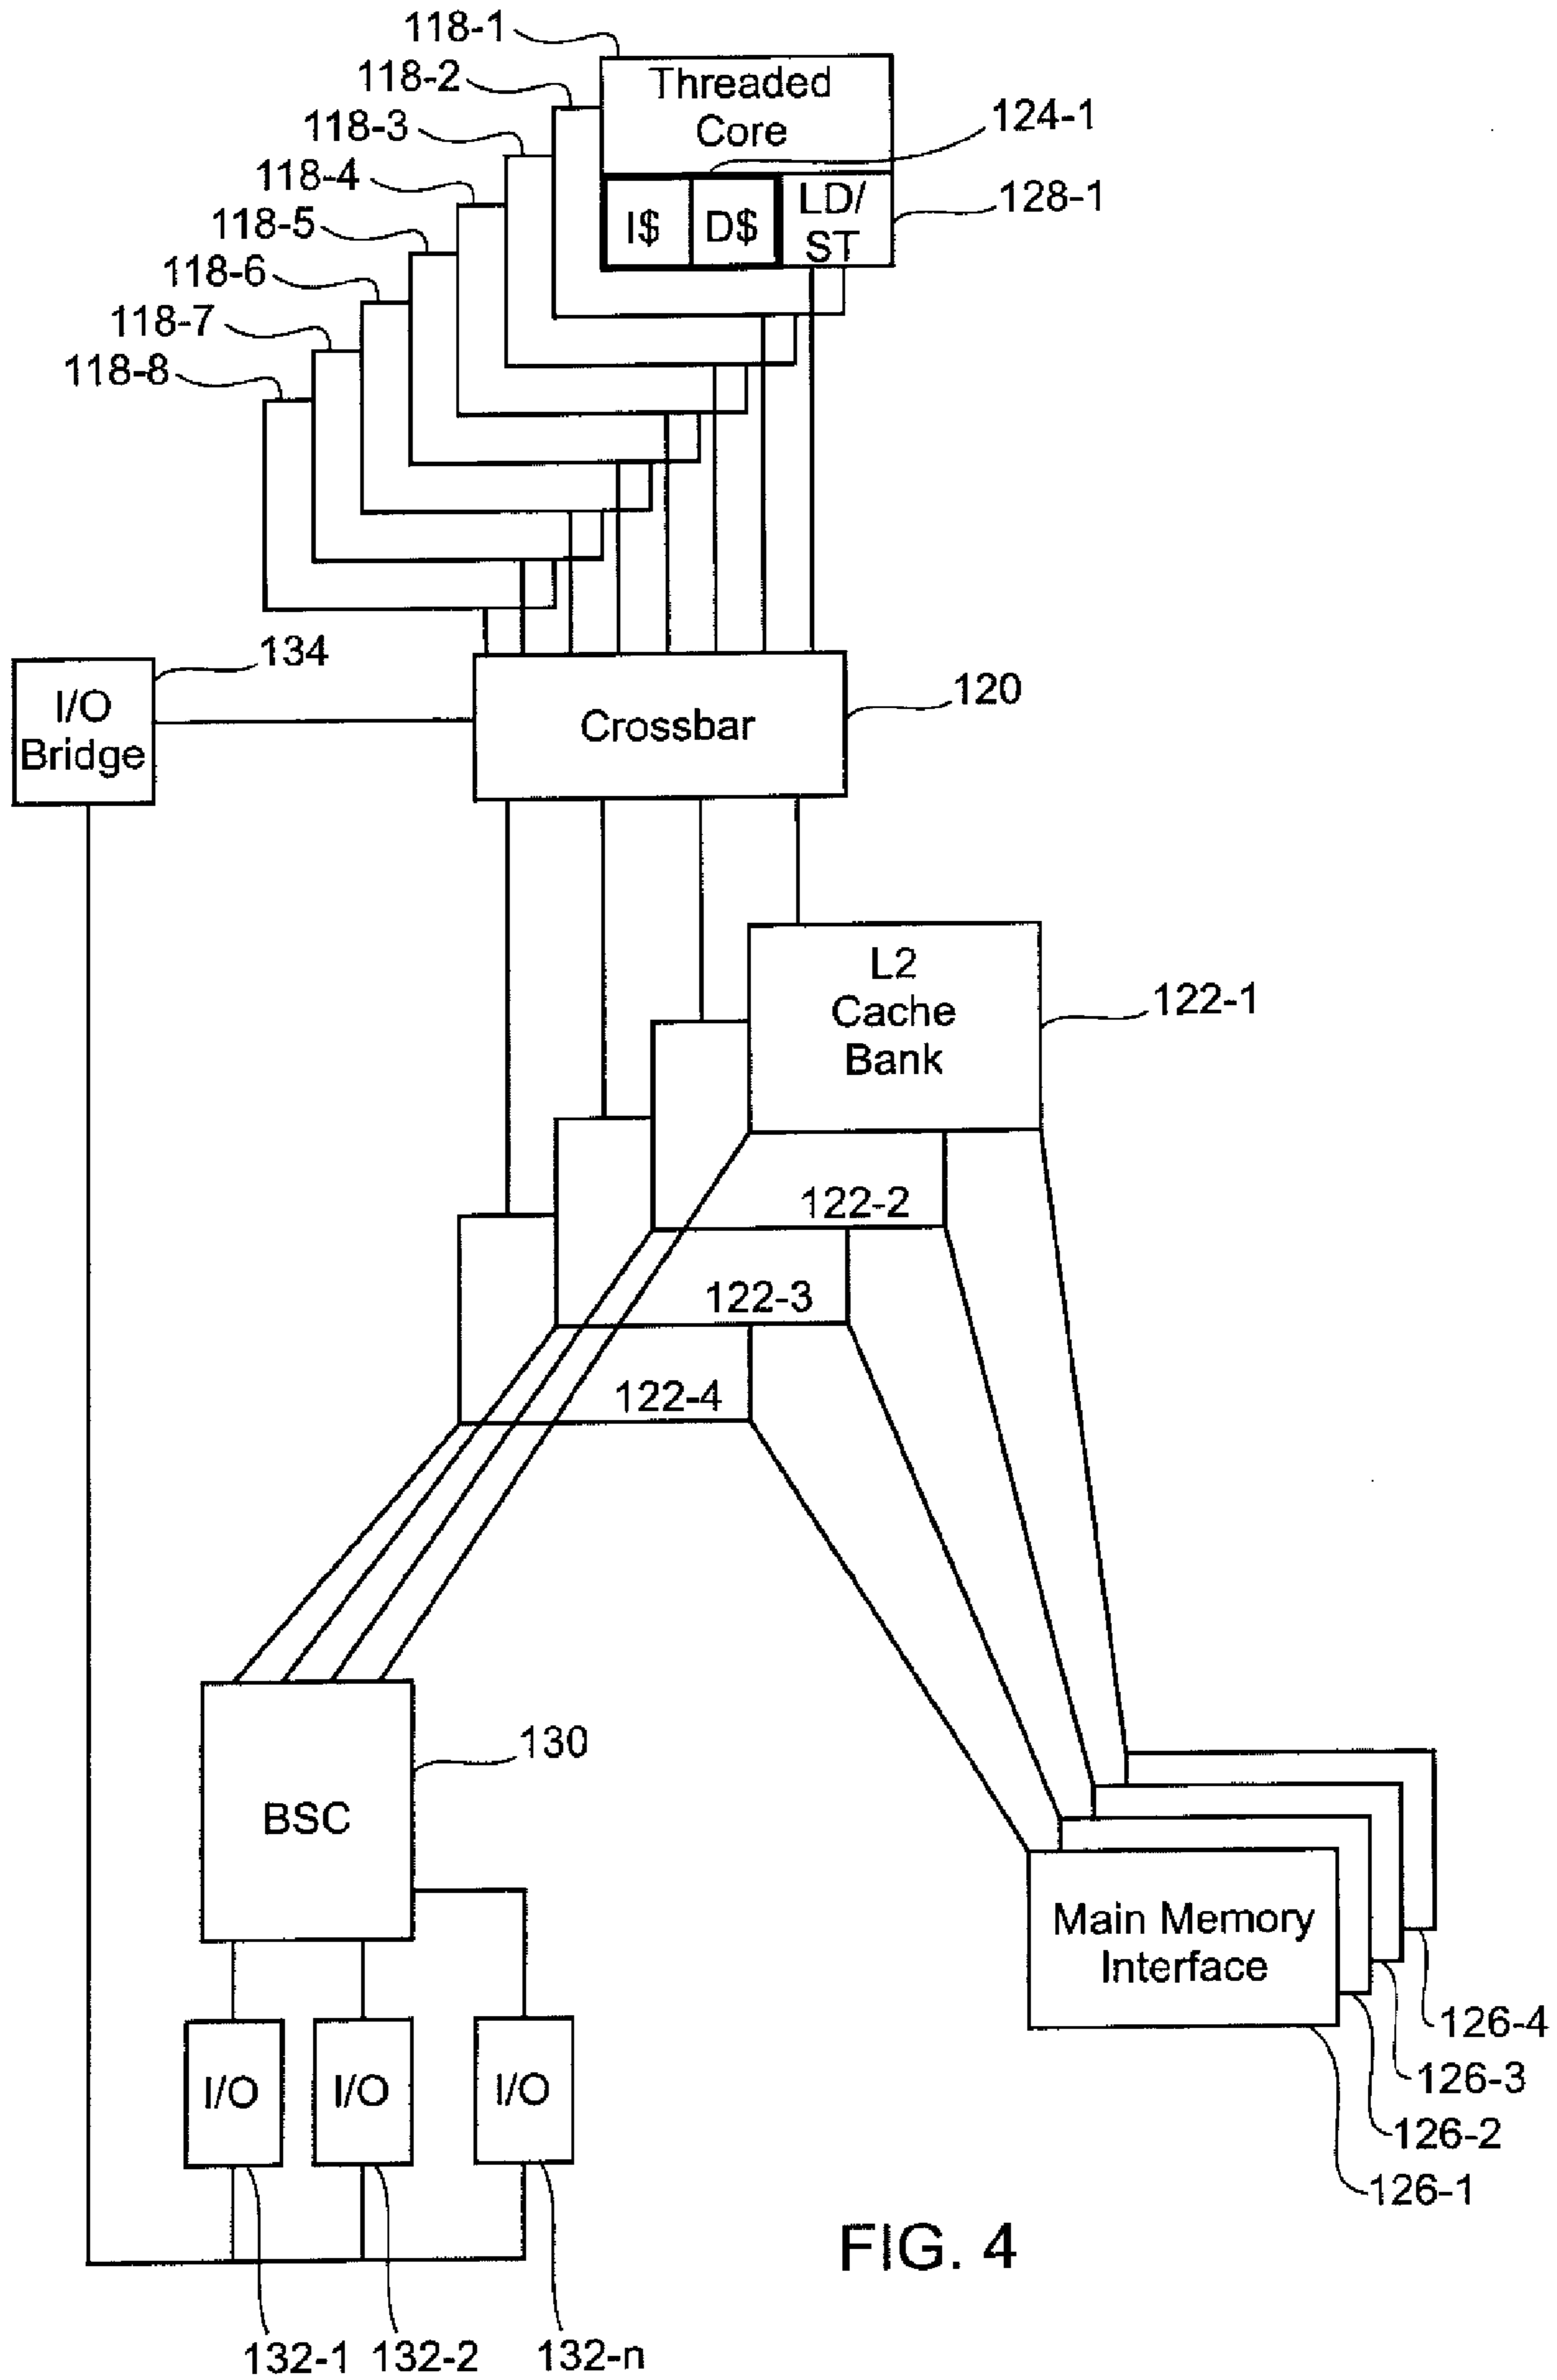 118-1
118-2
118-3
118-4
118-5
118-6
118-7
118-8
Threaded
Core
124-1
I$
D$
LD/
ST
128-1
134
I/O
Bridge
Crossbar
120
L2
Cache
Bank
122-1
122-2
122-3
122-4
BSC
130
Main Memory
Interface
126-4
126-3
126-2
126-1
I/O
I/O
I/O
132-1
132-2
132-n
FIG. 4